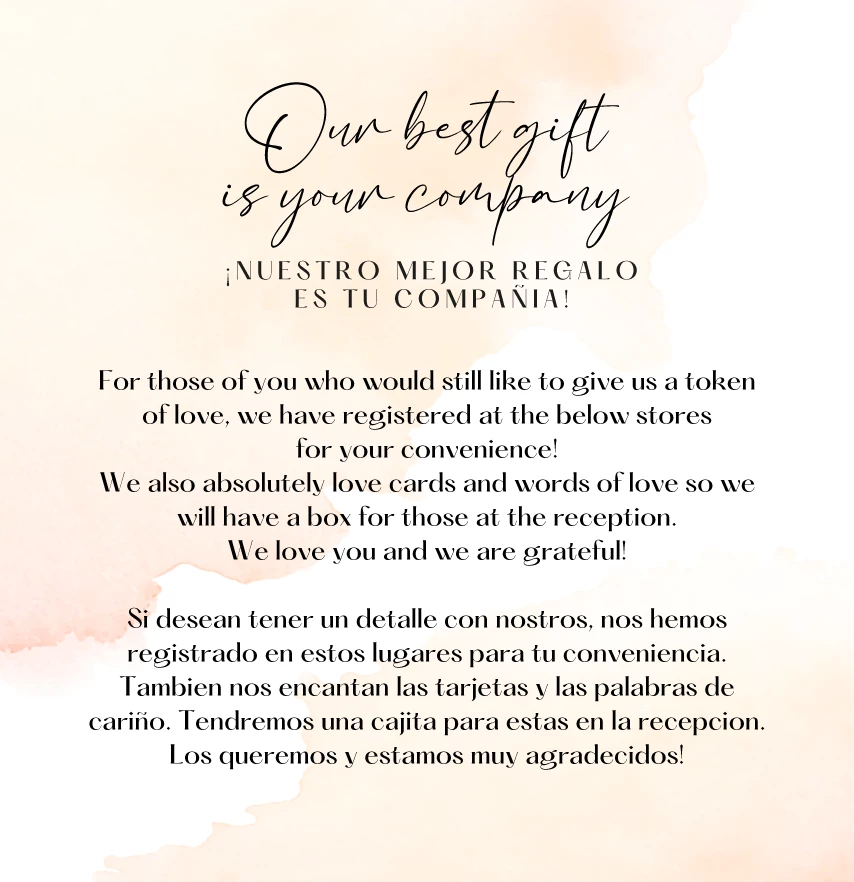 Our best gift
is your company
¡NUESTRO MEJOR REGALO
ES TU COMPAÑIA!
For those of you who would still like to give us a token
of love, we have registered at the below stores
for your convenience!
We also absolutely love cards and words of love so we
will have a box for those at the reception.
We love you and we are grateful!
Si desean tener un detalle con nostros, nos hemos
registrado en estos lugares para tu conveniencia.
Tambien nos encantan las tarjetas y las palabras de
cariño. Tendremos una cajita para estas en la recepcion.
Los queremos y estamos muy agradecidos!